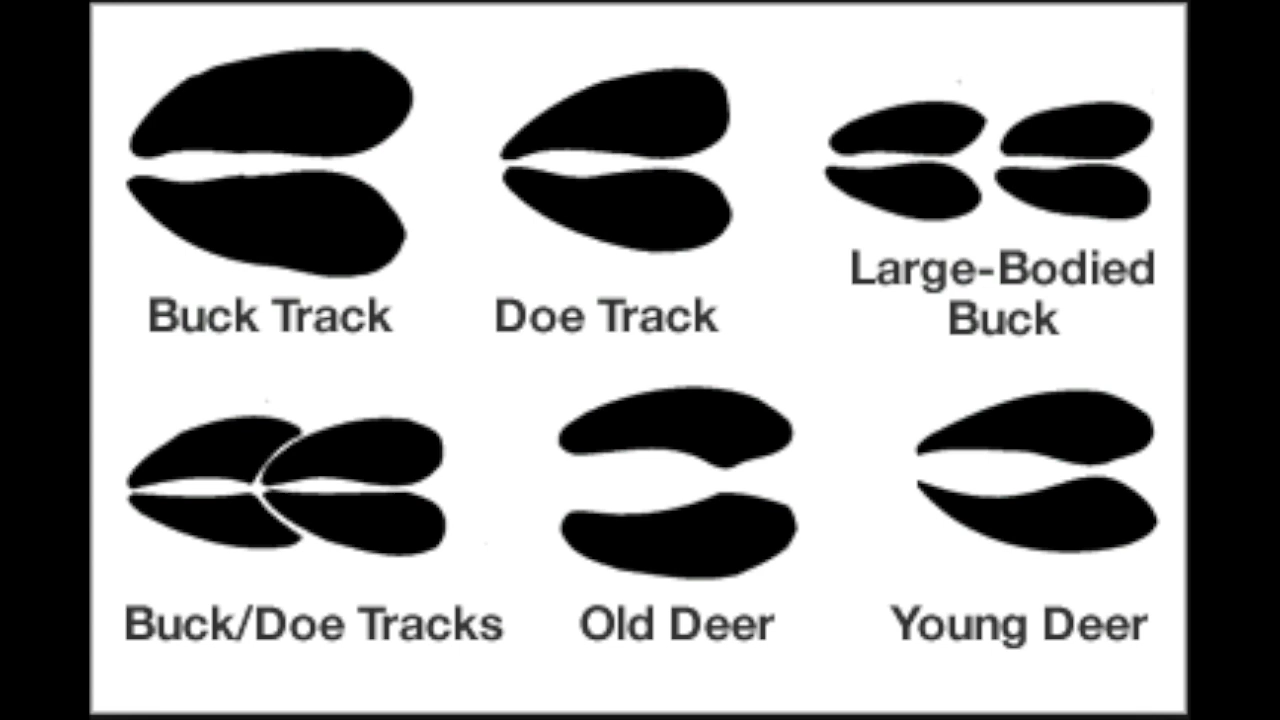 Buck Track
Doe Track
Large-Bodied
Buck
Buck/Doe Tracks
Old Deer
Young Deer